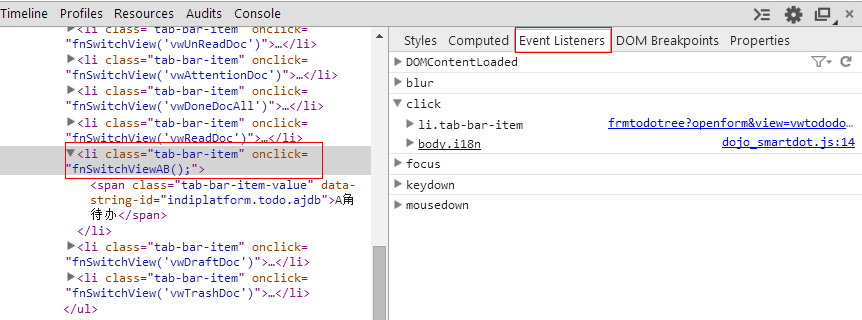 Timeline Profiles Resources Audits Console
<li class="tab-bar-item" onclick=
"fnSwitchView('vwUnReadDoc')">…</li>
<li class="tab-bar-item" onclick=
"fnSwitchView('vwAttentionDoc')">…</li>
<li class="tab-bar-item" onclick=
"fnSwitchView('vwDoneDocAll')">…</li>
<li class="tab-bar-item" onclick=
"fnSwitchView('vwReadDoc')">…</li>
<li class="tab-bar-item" onclick=
"fnSwitchViewAB();">
<span class="tab-bar-item-value" data-
string-id="indiplatform.todo.ajdb">A角
待办</span>
</li>
<li class="tab-bar-item" onclick=
"fnSwitchView('vwDraftDoc')">…</li>
<li class="tab-bar-item" onclick=
"fnSwitchView('vwTrashDoc')">…</li>
</ul>
Styles Computed Event Listeners DOM Breakpoints Properties
DOMContentLoaded
blur
click
li.tab-bar-item frmtodotree?openform&view=vwtododo…
body.i18n dojo_smartdot.js:14
focus
keydown
mousedown